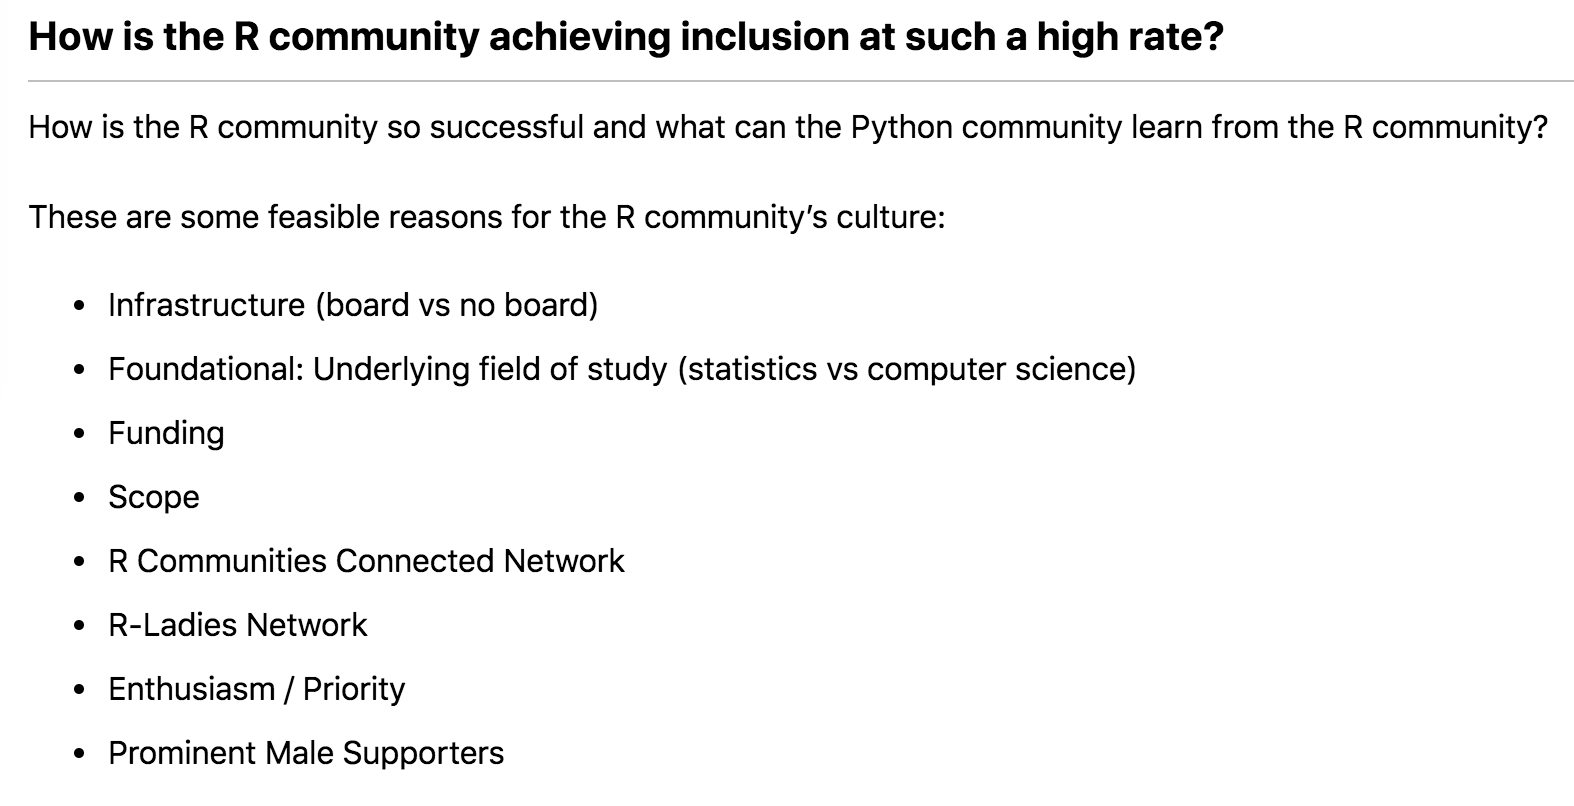 How is the R community achieving inclusion at such a high rate?
How is the R community so successful and what can the Python community learn from the R community?
These are some feasible reasons for the R community’s culture:
• Infrastructure (board vs no board)
• Foundational: Underlying field of study (statistics vs computer science)
• Funding
• Scope
• R Communities Connected Network
• R-Ladies Network
• Enthusiasm / Priority
• Prominent Male Supporters